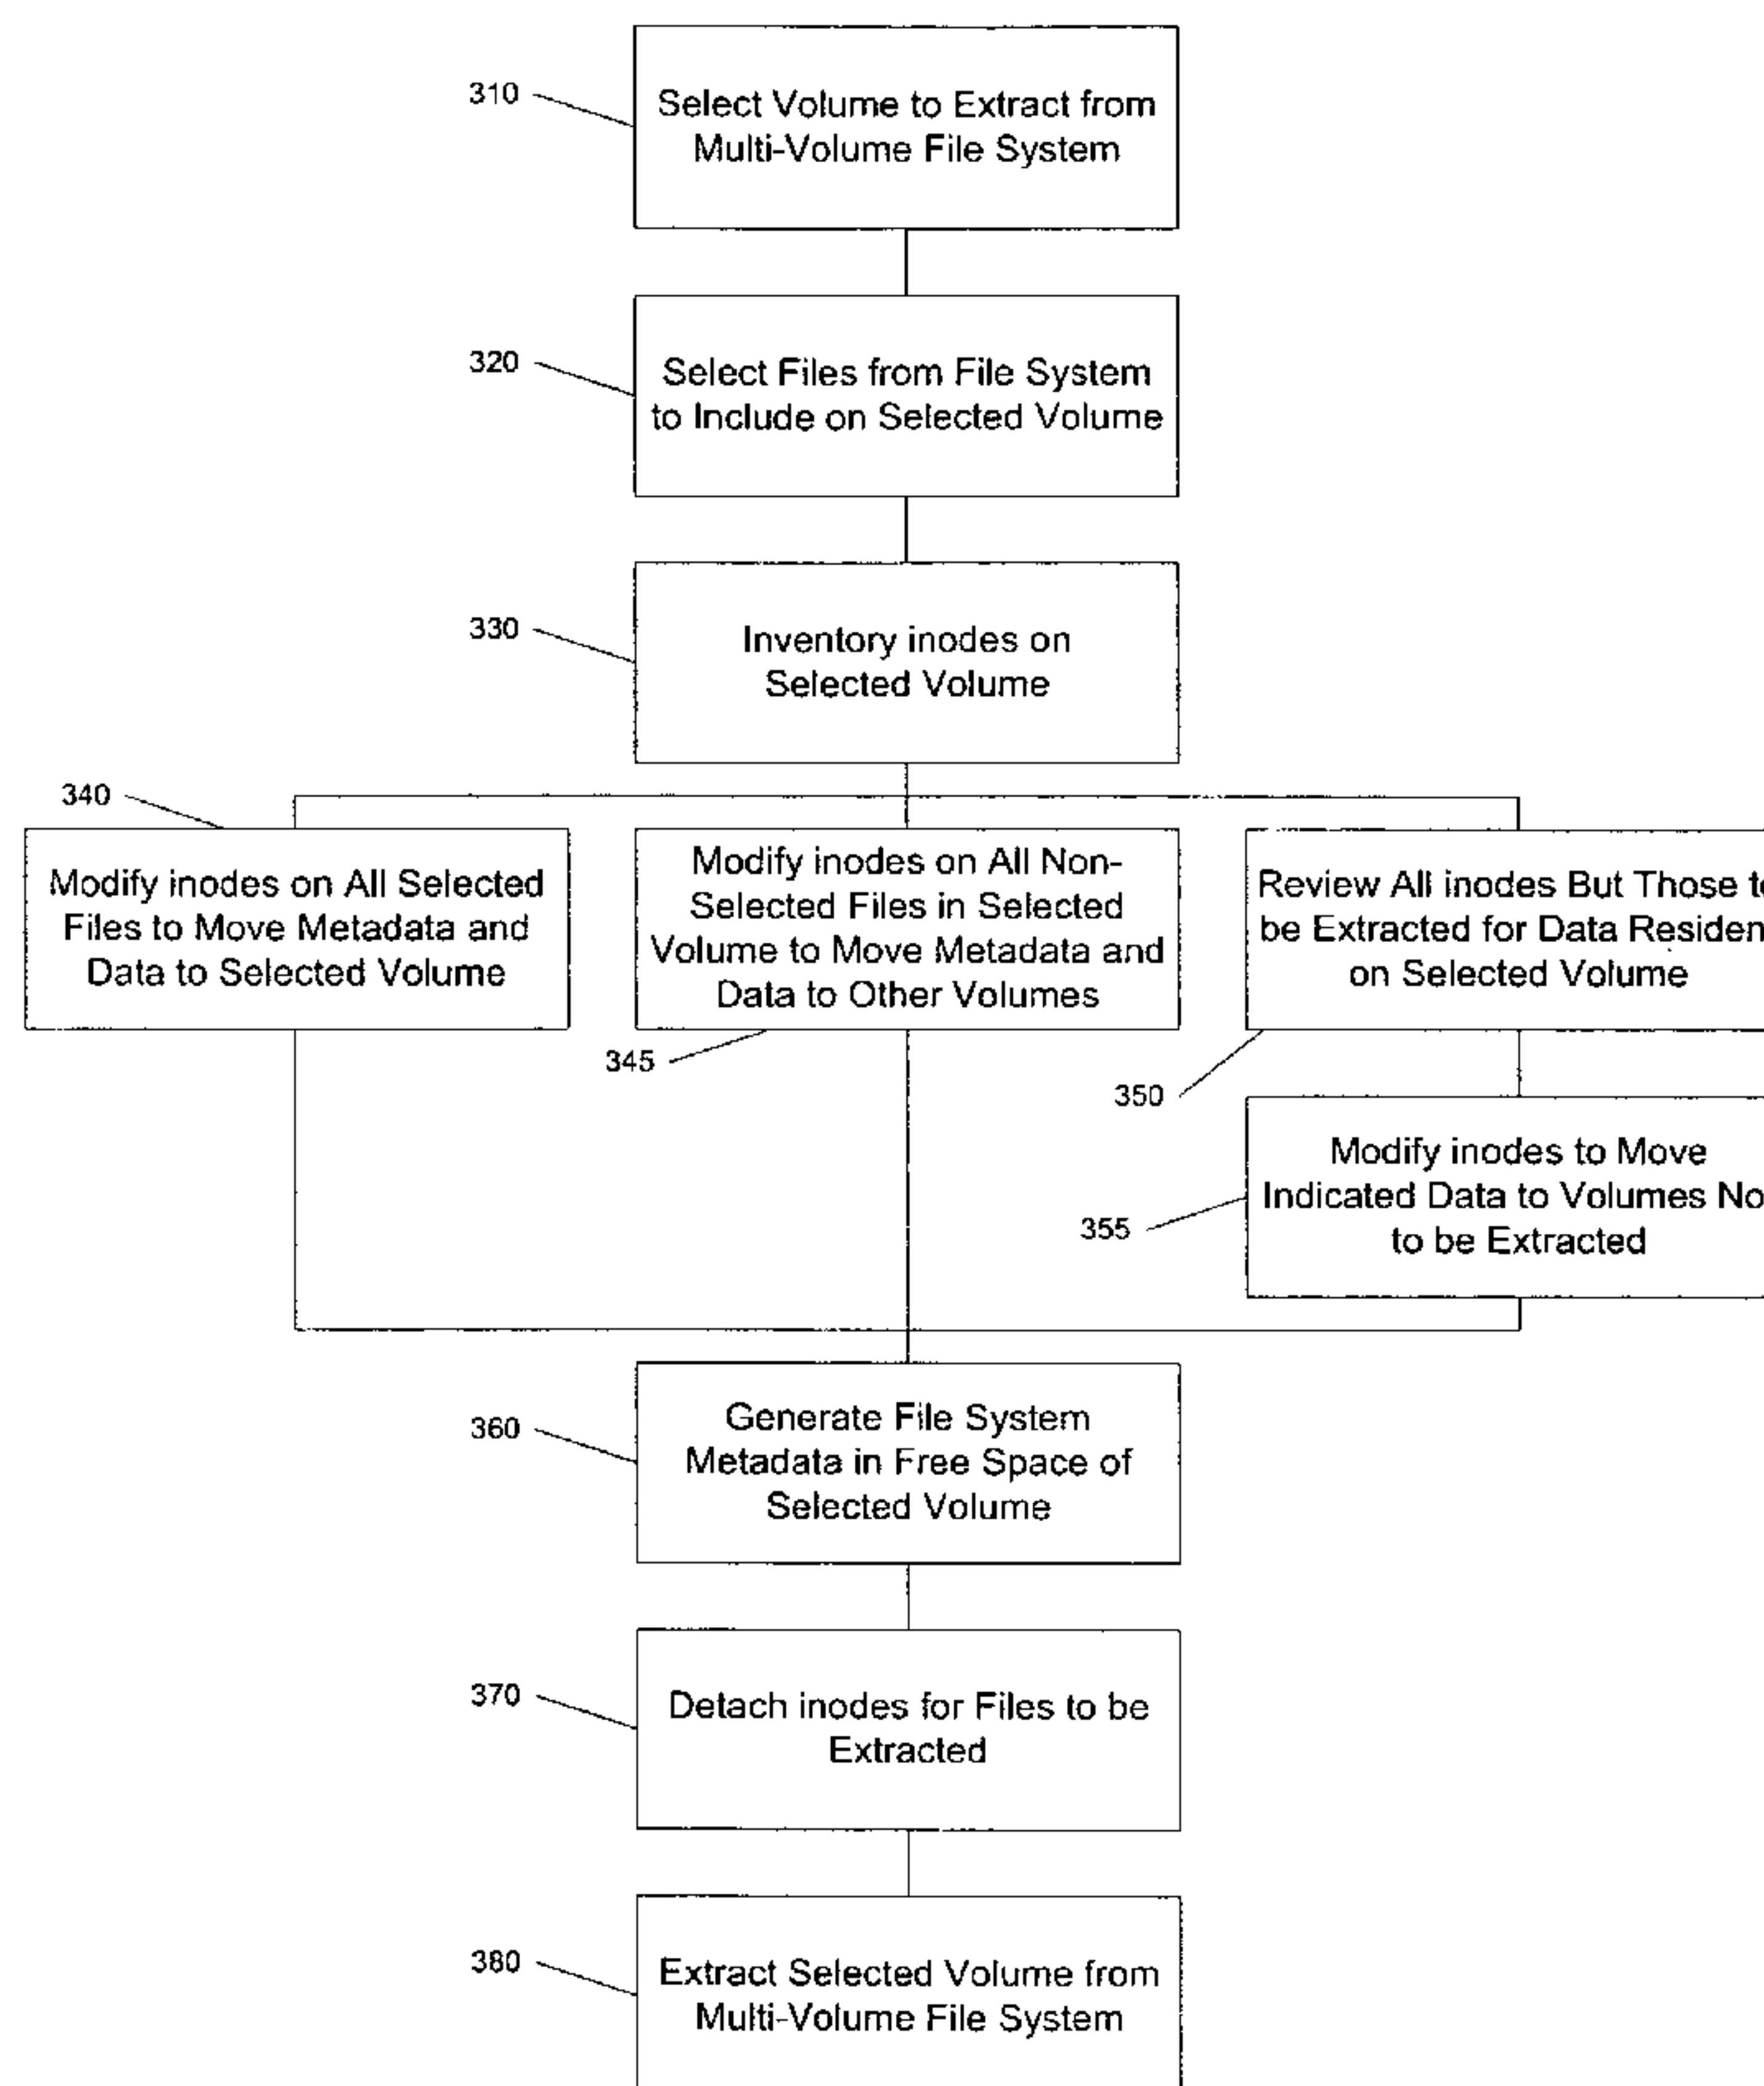 310
Select Volume to Extract from
Multi-Volume File System
320
Select Files from File System
to Include on Selected Volume
330
Inventory inodes on
Selected Volume
340
Modify inodes on All Selected
Files to Move Metadata and
Data to Selected Volume
Modify inodes on All Non-
Selected Files in Selected
Volume to Move Metadata and
Data to Other Volumes
345
Review All inodes But Those
be Extracted for Data
on Selected Volume
350
Modify inodes to Move
Indicated Data to Volumes
to be Extracted
355
360
Generate File System
Metadata in Free Space of
Selected Volume
370
Detach inodes for Files to be
Extracted
380
Extract Selected Volume from
Multi-Volume File System